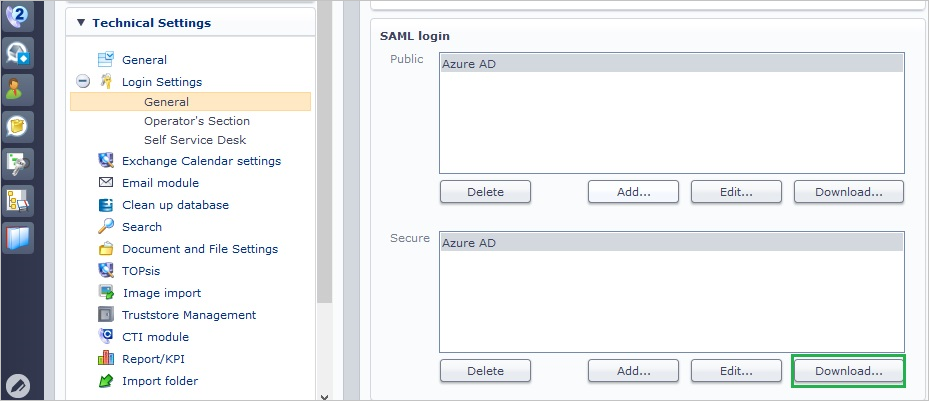 Technical Settings
General
Login Settings
General
Operator's Section
Self Service Desk
Exchange Calendar settings
Email module
Clean up database
Search
Document and File Settings
TOPsis
Image import
Truststore Management
CTI module
Report/KPI
Import folder
SAML login
Public
Azure AD
Delete
Add...
Edit...
Download...
Secure
Azure AD
Delete
Add...
Edit...
Download...